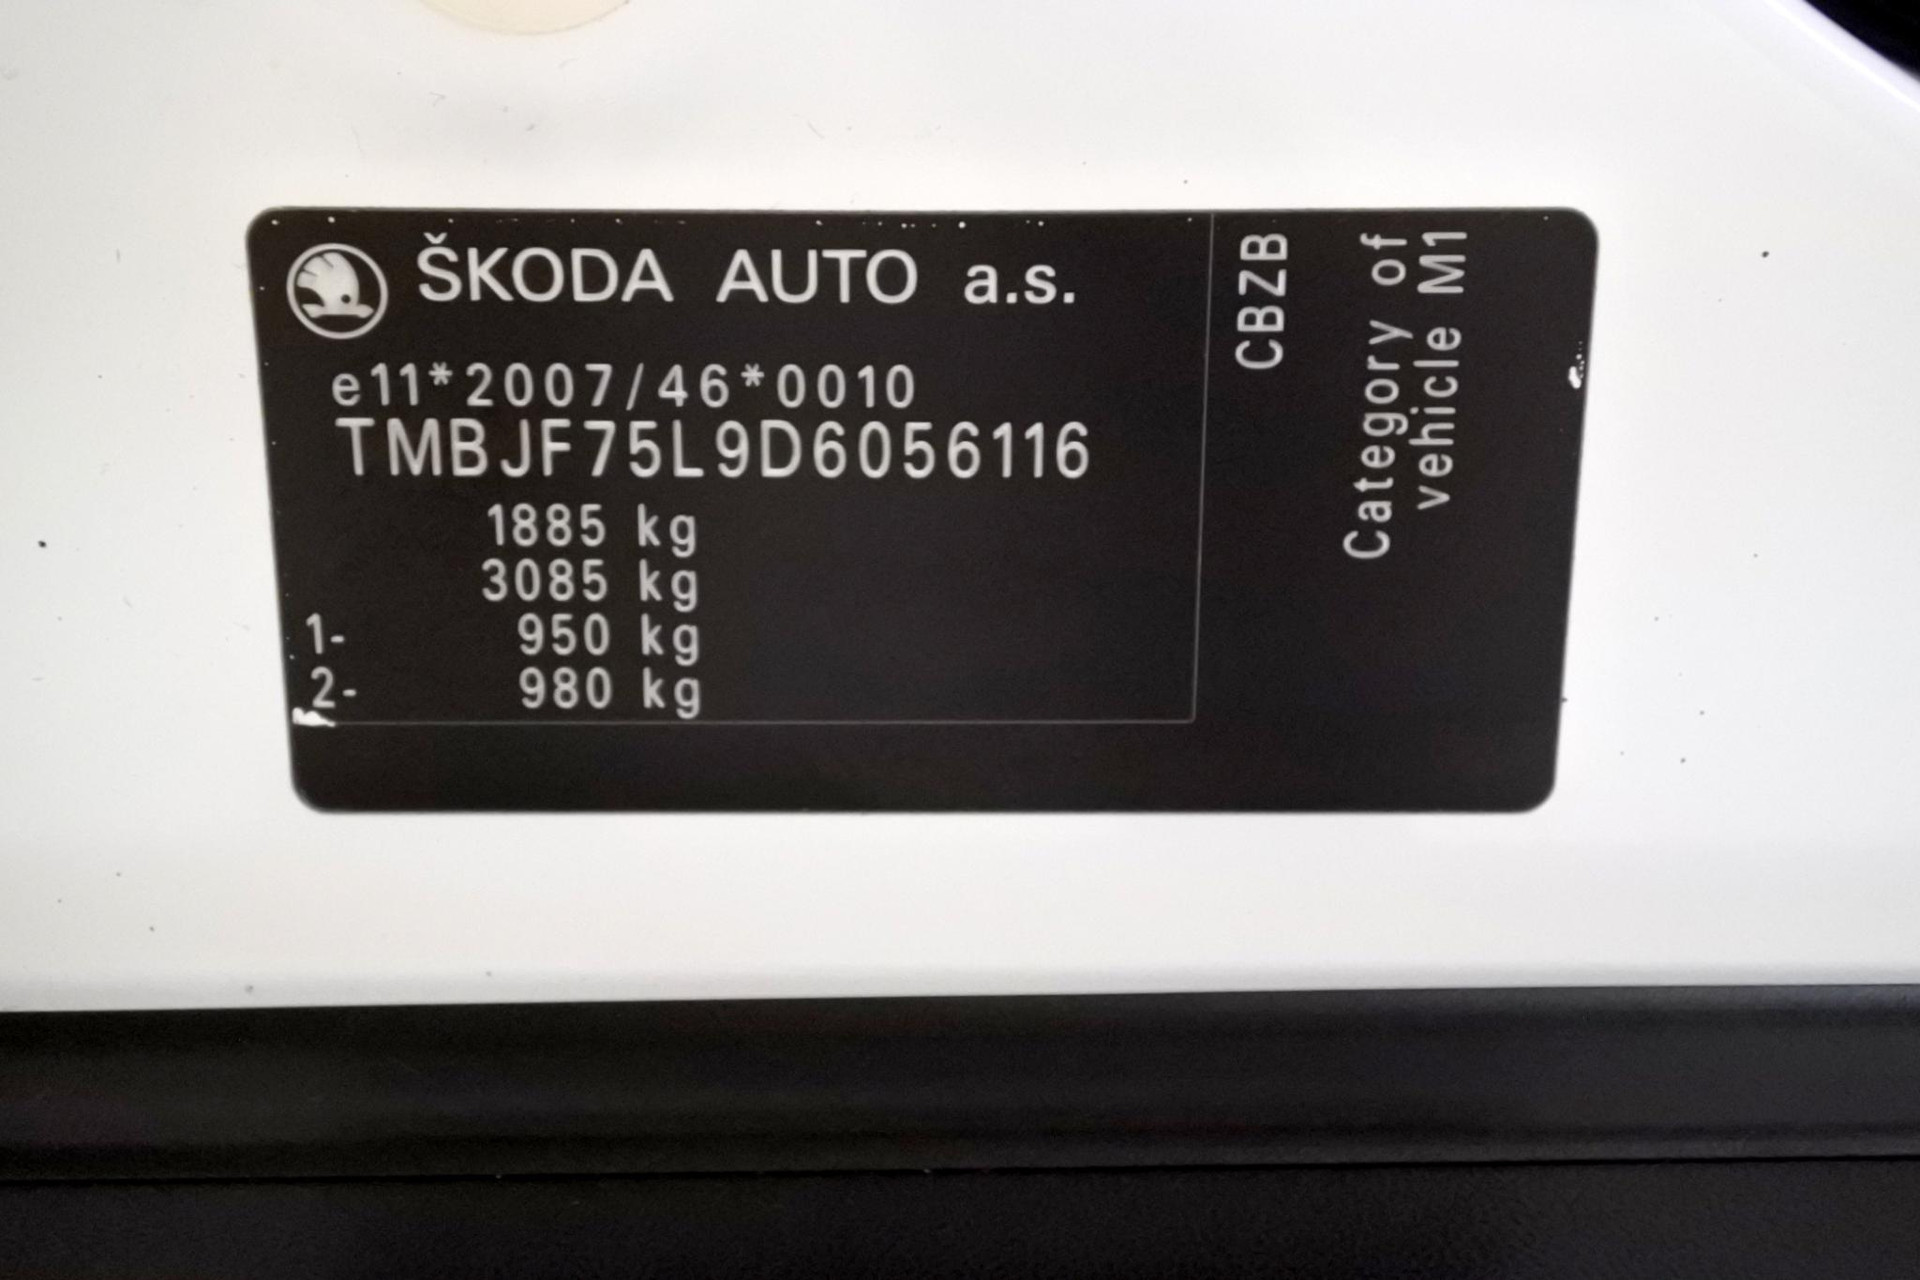 ŠKODA AUTO a.s.
e11*2007/46*0010
TMBJF75L9D6056116
1885 kg
3085 kg
1- 950 kg
2- 980 kg
CBZB
Category of
vehicle M1